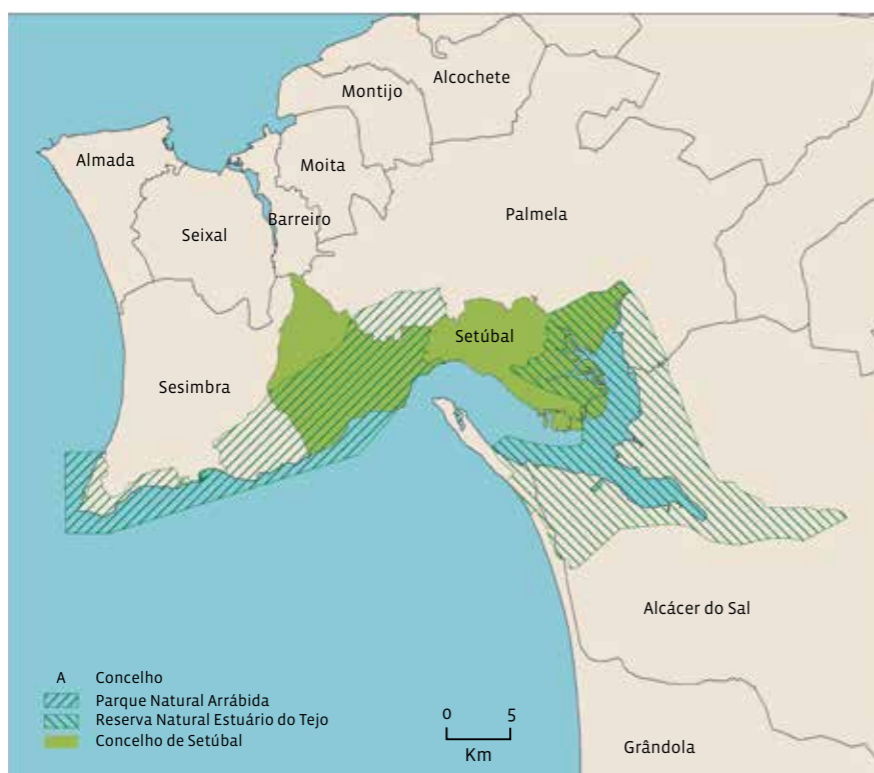 Alcochete
Montijo
Almada
Moita
Palmela
Barreiro
Seixal
Setúbal
Sesimbra
Alcácer do Sal
A Concelho
Parque Natural Arrábida
Reserva Natural Estuário do Tejo
Concelho de Setúbal
0 5
Km
Grândola